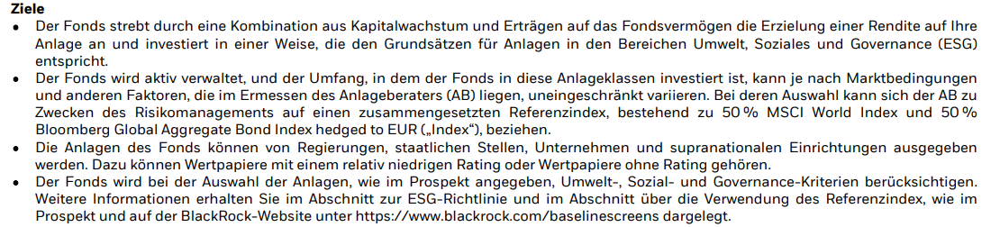 Ziele
● Der Fonds strebt durch eine Kombination aus Kapitalwachstum und Erträgen auf das Fondsvermögen die Erzielung einer Rendite auf Ihre
Anlage an und investiert in einer Weise, die den Grundsätzen für Anlagen in den Bereichen Umwelt, Soziales und Governance (ESG)
entspricht.
● Der Fonds wird aktiv verwaltet, und der Umfang, in dem der Fonds in diese Anlageklassen investiert ist, kann je nach Marktbedingungen
und anderen Faktoren, die im Ermessen des Anlageberaters (AB) liegen, uneingeschränkt variieren. Bei deren Auswahl kann sich der AB zu
Zwecken des Risikomanagements auf einen zusammengesetzten Referenzindex, bestehend zu 50 % MSCI World Index und 50 %
Bloomberg Global Aggregate Bond Index hedged to EUR („Index“), beziehen.
● Die Anlagen des Fonds können von Regierungen, staatlichen Stellen, Unternehmen und supranationalen Einrichtungen ausgegeben
werden. Dazu können Wertpapiere mit einem relativ niedrigen Rating oder Wertpapiere ohne Rating gehören.
● Der Fonds wird bei der Auswahl der Anlagen, wie im Prospekt angegeben, Umwelt-, Sozial- und Governance-Kriterien berücksichtigen.
Weitere Informationen erhalten Sie im Abschnitt zur ESG-Richtlinie und im Abschnitt über die Verwendung des Referenzindex, wie im
Prospekt und auf der BlackRock-Website unter https://www.blackrock.com/baselinescreens dargelegt.